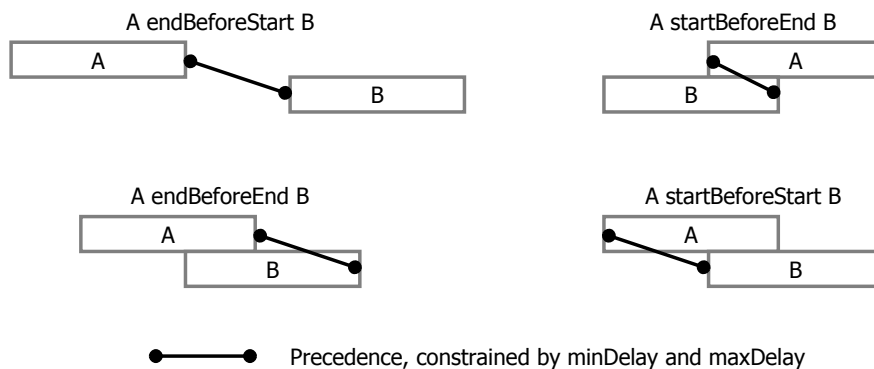 A endBeforeStart B
A startBeforeEnd B
A
A
B
B
A endBeforeEnd B
A startBeforeStart B
A
A
B
B
Precedence, constrained by minDelay and maxDelay